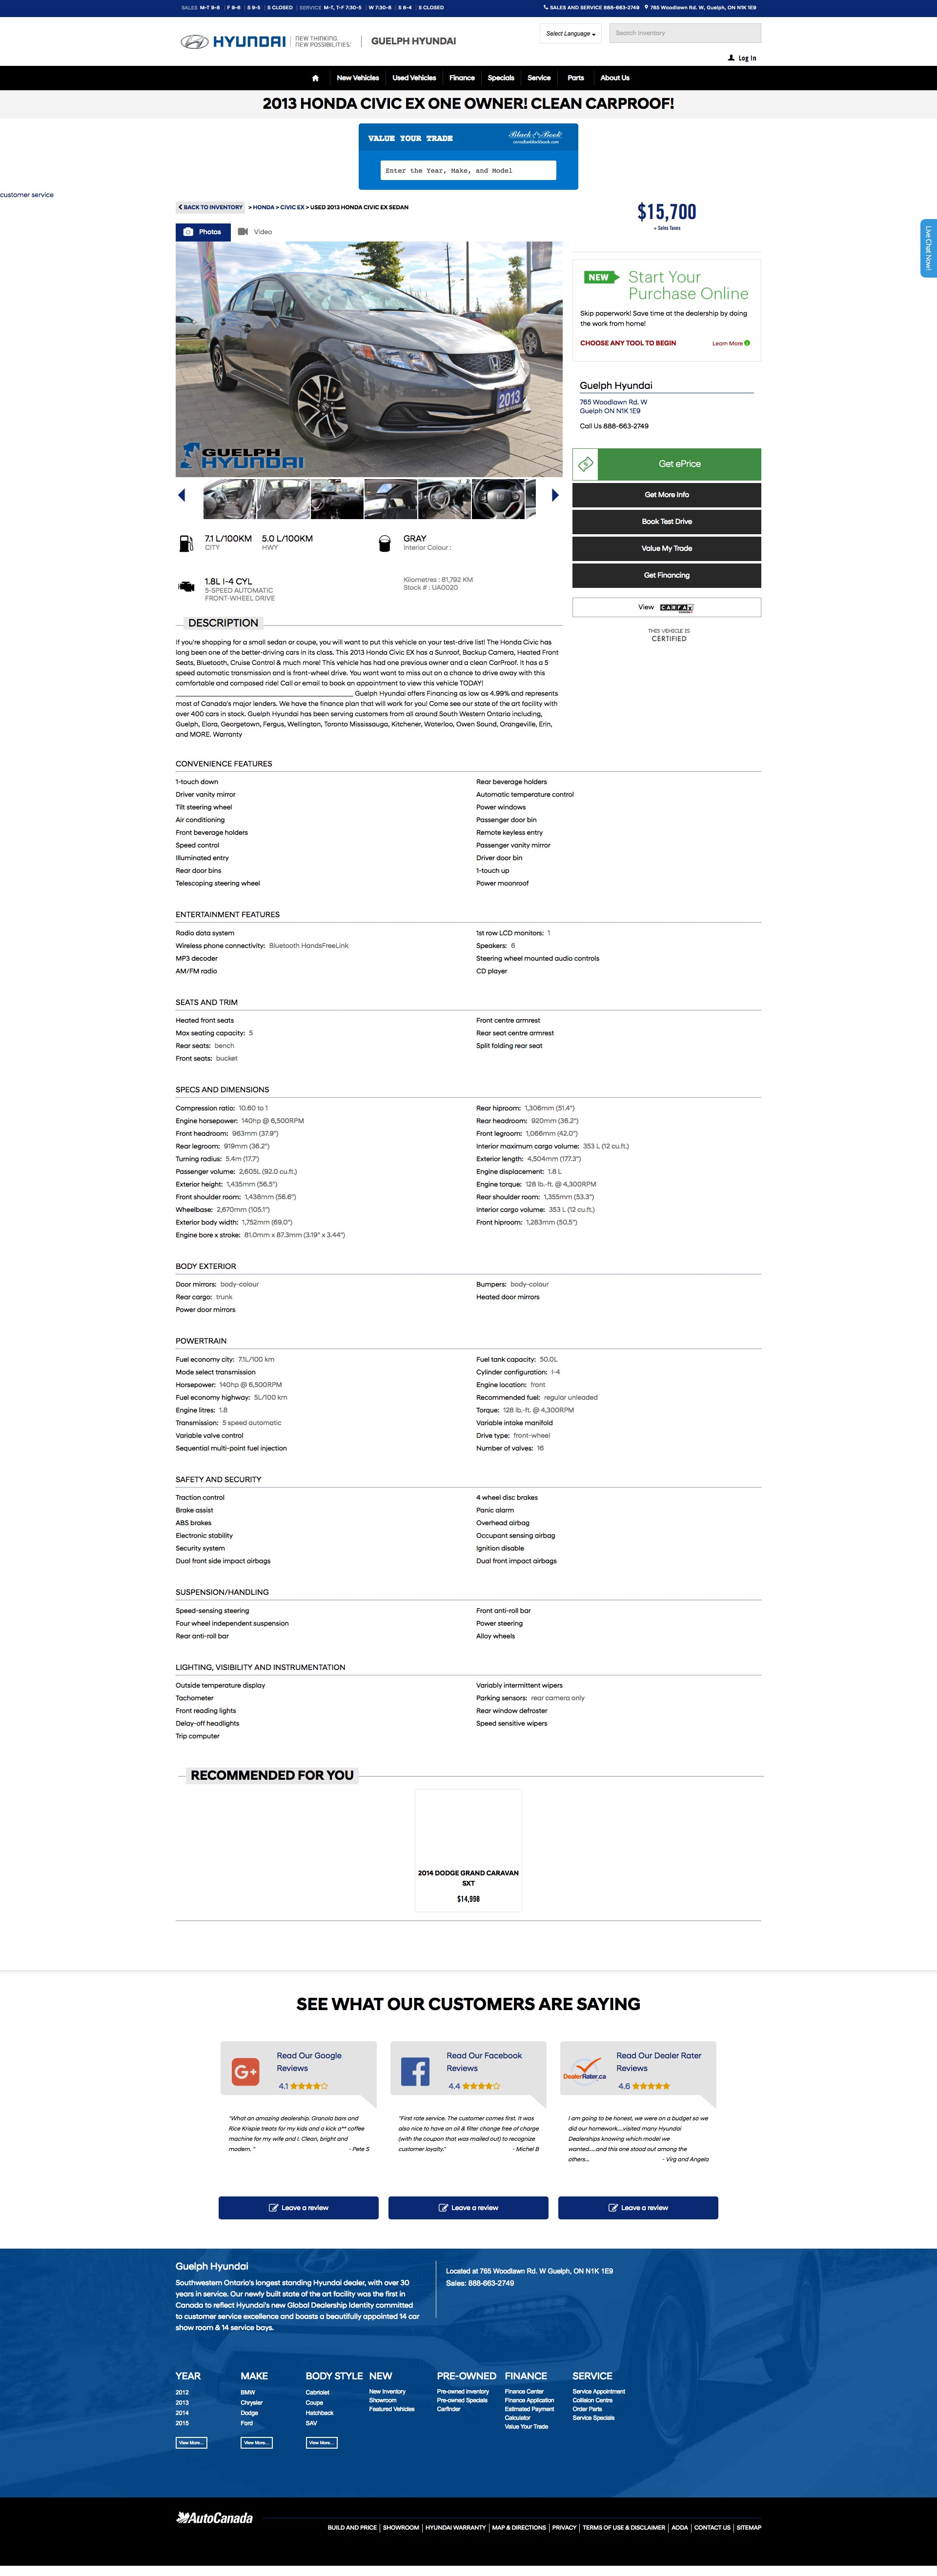 SALES M-T 9-8 F 9-6 S 9-5 S CLOSED SERVICE M-T, T-F 7:30-5 W 7:30-8 S 8-4 S CLOSED
SALES AND SERVICE 888-663-2749 765 Woodlawn Rd. W, Guelph, ON N1K 1E9
HYUNDAI NEW THINKING. NEW POSSIBILITIES. GUELPH HYUNDAI
Select Language
Search Inventory
Log In
New Vehicles Used Vehicles Finance Specials Service Parts About Us
2013 HONDA CIVIC EX ONE OWNER! CLEAN CARPROOF!
VALUE YOUR TRADE
Black Book
canadianblackbook.com
Enter the Year, Make, and Model
customer service
BACK TO INVENTORY > HONDA > CIVIC EX > USED 2013 HONDA CIVIC EX SEDAN
$15,700
+ Sales Taxes
Live Chat Now!
Photos Video
2013
GUELPH
HYUNDAI
NEW Start Your
Purchase Online
Skip paperwork! Save time at the dealership by doing
the work from home!
CHOOSE ANY TOOL TO BEGIN Learn More
Guelph Hyundai
765 Woodlawn Rd. W
Guelph ON N1K 1E9
Call Us 888-663-2749
Get ePrice
Get More Info
Book Test Drive
Value My Trade
Get Financing
View CARFAX
THIS VEHICLE IS
CERTIFIED
7.1 L/100KM 5.0 L/100KM
CITY HWY
GRAY
Interior Colour :
1.8L I-4 CYL
5-SPEED AUTOMATIC
FRONT-WHEEL DRIVE
Kilometres : 81,792 KM
Stock # : UA0020
DESCRIPTION
If you're shopping for a small sedan or coupe, you will want to put this vehicle on your test-drive list! The Honda Civic has
long been one of the better-driving cars in its class. This 2013 Honda Civic EX has a Sunroof, Backup Camera, Heated Front
Seats, Bluetooth, Cruise Control & much more! This vehicle has had one previous owner and a clean CarProof. It has a 5
speed automatic transmission and is front-wheel drive. You wont want to miss out on a chance to drive away with this
comfortable and composed ride! Call or email to book an appointment to view this vehicle TODAY!
Guelph Hyundai offers Financing as low as 4.99% and represents
most of Canada's major lenders. We have the finance plan that will work for you! Come see our state of the art facility with
over 400 cars in stock. Guelph Hyundai has been serving customers from all around South Western Ontario including,
Guelph, Elora, Georgetown, Fergus, Wellington, Toronto Mississauga, Kitchener, Waterloo, Owen Sound, Orangeville, Erin,
and MORE. Warranty
CONVENIENCE FEATURES
1-touch down Rear beverage holders
Driver vanity mirror Automatic temperature control
Tilt steering wheel Power windows
Air conditioning Passenger door bin
Front beverage holders Remote keyless entry
Speed control Passenger vanity mirror
Illuminated entry Driver door bin
Rear door bins 1-touch up
Telescoping steering wheel Power moonroof
ENTERTAINMENT FEATURES
Radio data system 1st row LCD monitors: 1
Wireless phone connectivity: Bluetooth HandsFreeLink Speakers: 6
MP3 decoder Steering wheel mounted audio controls
AM/FM radio CD player
SEATS AND TRIM
Heated front seats Front centre armrest
Max seating capacity: 5 Rear seat centre armrest
Rear seats: bench Split folding rear seat
Front seats: bucket
SPECS AND DIMENSIONS
Compression ratio: 10.60 to 1 Rear hiproom: 1,306mm (51.4")
Engine horsepower: 140hp @ 6,500RPM Rear headroom: 920mm (36.2")
Front headroom: 963mm (37.9") Front legroom: 1,066mm (42.0")
Rear legroom: 919mm (36.2") Interior maximum cargo volume: 353 L (12 cu.ft.)
Turning radius: 5.4m (17.7') Exterior length: 4,504mm (177.3")
Passenger volume: 2,605L (92.0 cu.ft.) Engine displacement: 1.8 L
Exterior height: 1,435mm (56.5") Engine torque: 128 lb.-ft. @ 4,300RPM
Front shoulder room: 1,438mm (56.6") Rear shoulder room: 1,355mm (53.3")
Wheelbase: 2,670mm (105.1") Interior cargo volume: 353 L (12 cu.ft.)
Exterior body width: 1,752mm (69.0") Front hiproom: 1,283mm (50.5")
Engine bore x stroke: 81.0mm x 87.3mm (3.19" x 3.44")
BODY EXTERIOR
Door mirrors: body-colour Bumpers: body-colour
Rear cargo: trunk Heated door mirrors
Power door mirrors
POWERTRAIN
Fuel economy city: 7.1L/100 km Fuel tank capacity: 50.0L
Mode select transmission Cylinder configuration: I-4
Horsepower: 140hp @ 6,500RPM Engine location: front
Fuel economy highway: 5L/100 km Recommended fuel: regular unleaded
Engine litres: 1.8 Torque: 128 lb.-ft. @ 4,300RPM
Transmission: 5 speed automatic Variable intake manifold
Variable valve control Drive type: front-wheel
Sequential multi-point fuel injection Number of valves: 16
SAFETY AND SECURITY
Traction control 4 wheel disc brakes
Brake assist Panic alarm
ABS brakes Overhead airbag
Electronic stability Occupant sensing airbag
Security system Ignition disable
Dual front side impact airbags Dual front impact airbags
SUSPENSION/HANDLING
Speed-sensing steering Front anti-roll bar
Four wheel independent suspension Power steering
Rear anti-roll bar Alloy wheels
LIGHTING, VISIBILITY AND INSTRUMENTATION
Outside temperature display Variably intermittent wipers
Tachometer Parking sensors: rear camera only
Front reading lights Rear window defroster
Delay-off headlights Speed sensitive wipers
Trip computer
RECOMMENDED FOR YOU
2014 DODGE GRAND CARAVAN
SXT
$14,998
SEE WHAT OUR CUSTOMERS ARE SAYING
Read Our Google
Reviews
4.1
"What an amazing dealership. Granola bars and
Rice Krispie treats for my kids and a kick a** coffee
machine for my wife and I. Clean, bright and
modern. " - Pete S
Leave a review
Read Our Facebook
Reviews
4.4
"First rate service. The customer comes first. It was
also nice to have an oil & filter change free of charge
(with the coupon that was mailed out) to recognize
customer loyalty." - Michel B
Leave a review
DealerRater.ca
Read Our Dealer Rater
Reviews
4.6
I am going to be honest, we were on a budget so we
did our homework....visited many Hyundai
Dealerships knowing which model we
wanted.....and this one stood out among the
others... - Virg and Angela
Leave a review
Guelph Hyundai
Southwestern Ontario's longest standing Hyundai dealer, with over 30
years in service. Our newly built state of the art facility was the first in
Canada to reflect Hyundai's new Global Dealership Identity committed
to customer service excellence and boasts a beautifully appointed 14 car
show room & 14 service bays.
Located at 765 Woodlawn Rd. W Guelph, ON N1K 1E9
Sales: 888-663-2749
YEAR
2012
2013
2014
2015
View More...
MAKE
BMW
Chrysler
Dodge
Ford
View More...
BODY STYLE
Cabriolet
Coupe
Hatchback
SAV
View More...
NEW
New Inventory
Showroom
Featured Vehicles
PRE-OWNED
Pre-owned Inventory
Pre-owned Specials
Carfinder
FINANCE
Finance Center
Finance Application
Estimated Payment
Calculator
Value Your Trade
SERVICE
Service Appointment
Collision Centre
Order Parts
Service Specials
AutoCanada
BUILD AND PRICE SHOWROOM HYUNDAI WARRANTY MAP & DIRECTIONS PRIVACY TERMS OF USE & DISCLAIMER AODA CONTACT US SITEMAP